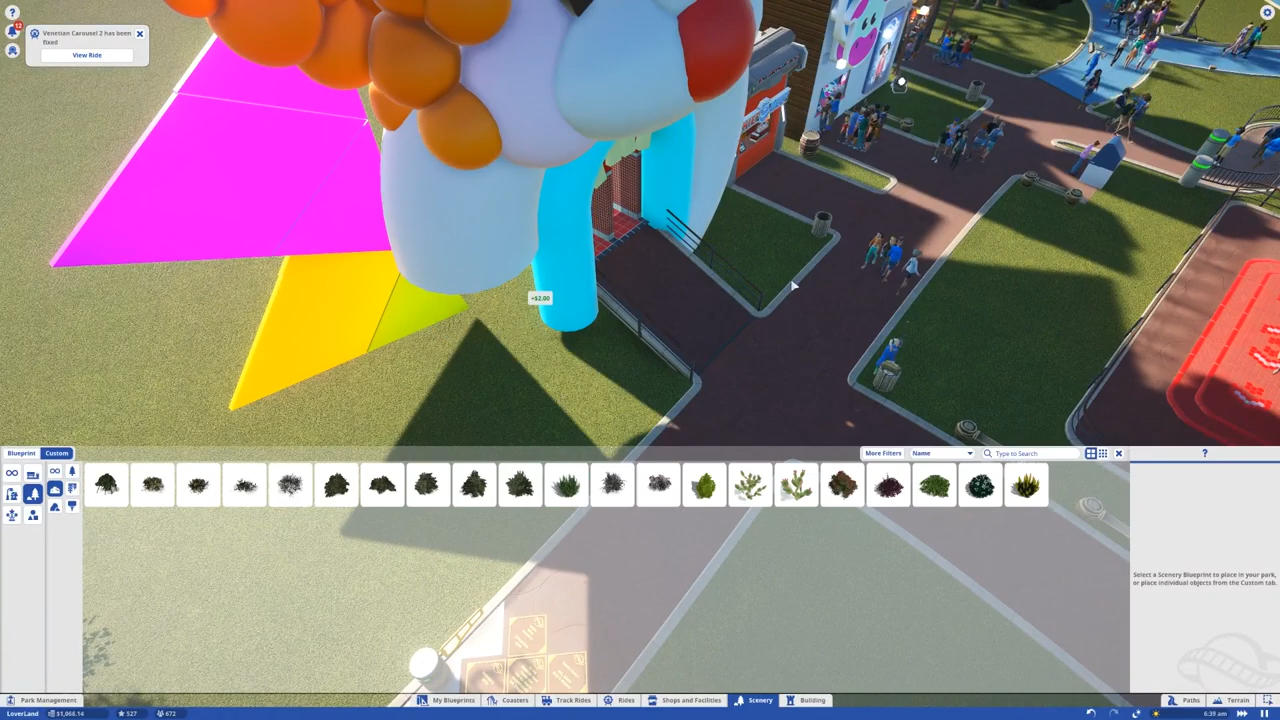 ?
12
Venetian Carousel 2 has been
fixed
View Ride
+$2.00
Blueprint
Custom
More Filters
Name
Type to Search
?
Select a Scenery Blueprint to place in your park,
or place individual objects from the Custom tab.
Park Management
My Blueprints
Coasters
Track Rides
Rides
Shops and Facilities
Scenery
Building
Paths
Terrain
LoverLand
$1,068.14
527
672
6:39 am